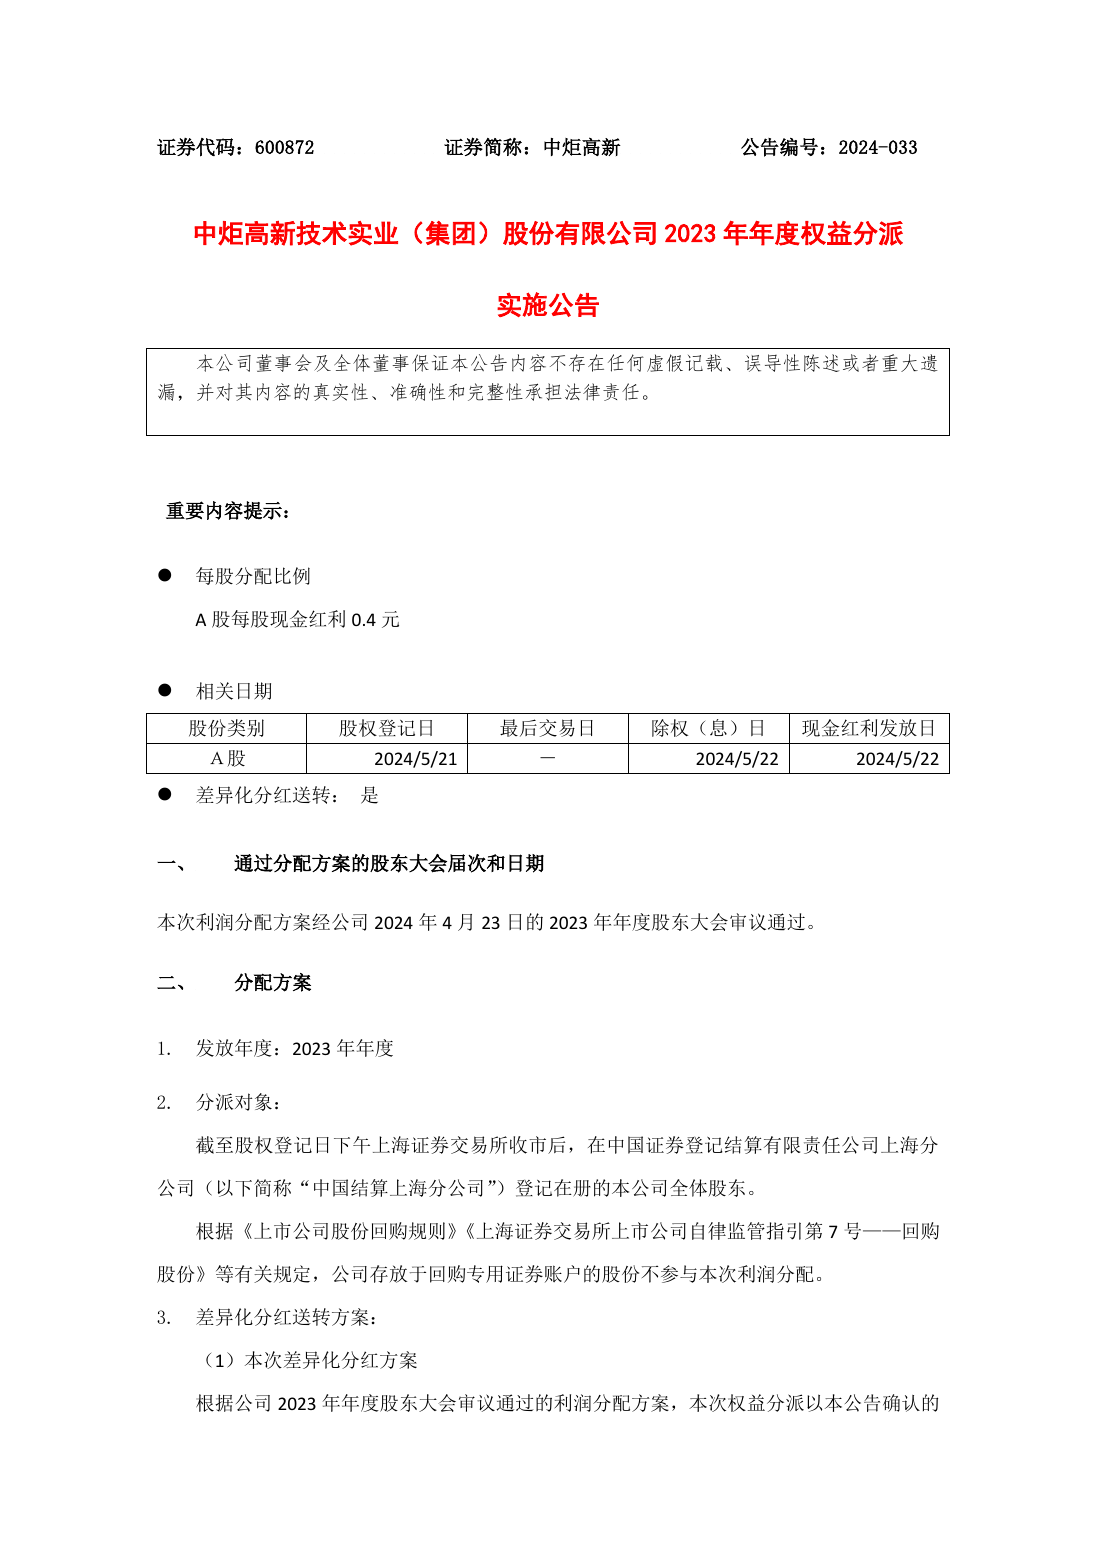 证券代码：600872 证券简称：中炬高新 公告编号：2024-033
中炬高新技术实业（集团）股份有限公司 2023 年年度权益分派
实施公告
本公司董事会及全体董事保证本公告内容不存在任何虚假记载、误导性陈述或者重大遗
漏，并对其内容的真实性、准确性和完整性承担法律责任。
重要内容提示：
● 每股分配比例
A 股每股现金红利 0.4 元
● 相关日期
股份类别 股权登记日 最后交易日 除权（息）日 现金红利发放日
Ａ股 2024/5/21 － 2024/5/22 2024/5/22
● 差异化分红送转： 是
一、 通过分配方案的股东大会届次和日期
本次利润分配方案经公司 2024 年 4 月 23 日的 2023 年年度股东大会审议通过。
二、 分配方案
1. 发放年度：2023 年年度
2. 分派对象：
截至股权登记日下午上海证券交易所收市后，在中国证券登记结算有限责任公司上海分
公司（以下简称“中国结算上海分公司”）登记在册的本公司全体股东。
根据《上市公司股份回购规则》《上海证券交易所上市公司自律监管指引第 7 号——回购
股份》等有关规定，公司存放于回购专用证券账户的股份不参与本次利润分配。
3. 差异化分红送转方案：
（1）本次差异化分红方案
根据公司 2023 年年度股东大会审议通过的利润分配方案，本次权益分派以本公告确认的